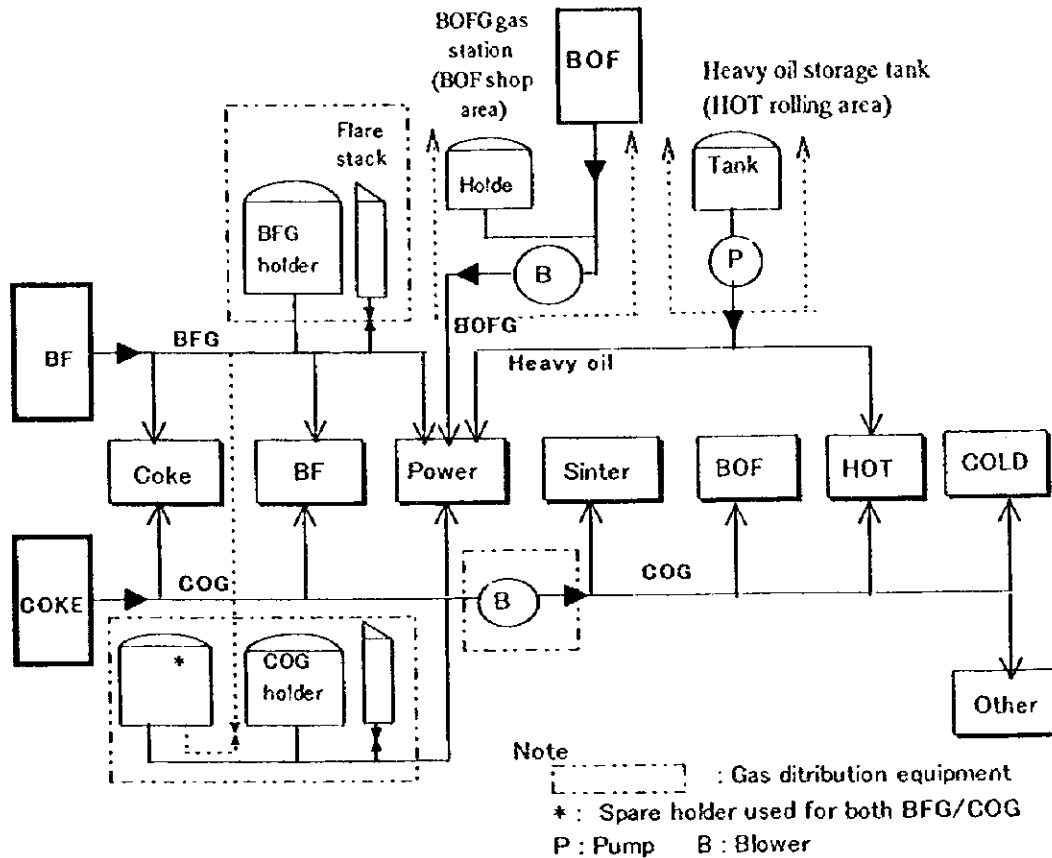 BOFG gas
station
(BOF shop
area)
BOF
Heavy oil storage tank
(HOT rolling area)
Flare
stack
Holde
Tank
BFG
holder
B
P
BF
BFG
BOFG
Heavy oil
Coke
BF
Power
Sinter
BOF
HOT
COLD
COKE
COG
B
COG
*
COG
holder
Other
Note
: Gas ditribution equipment
* : Spare holder used for both BFG/COG
P : Pump B : Blower